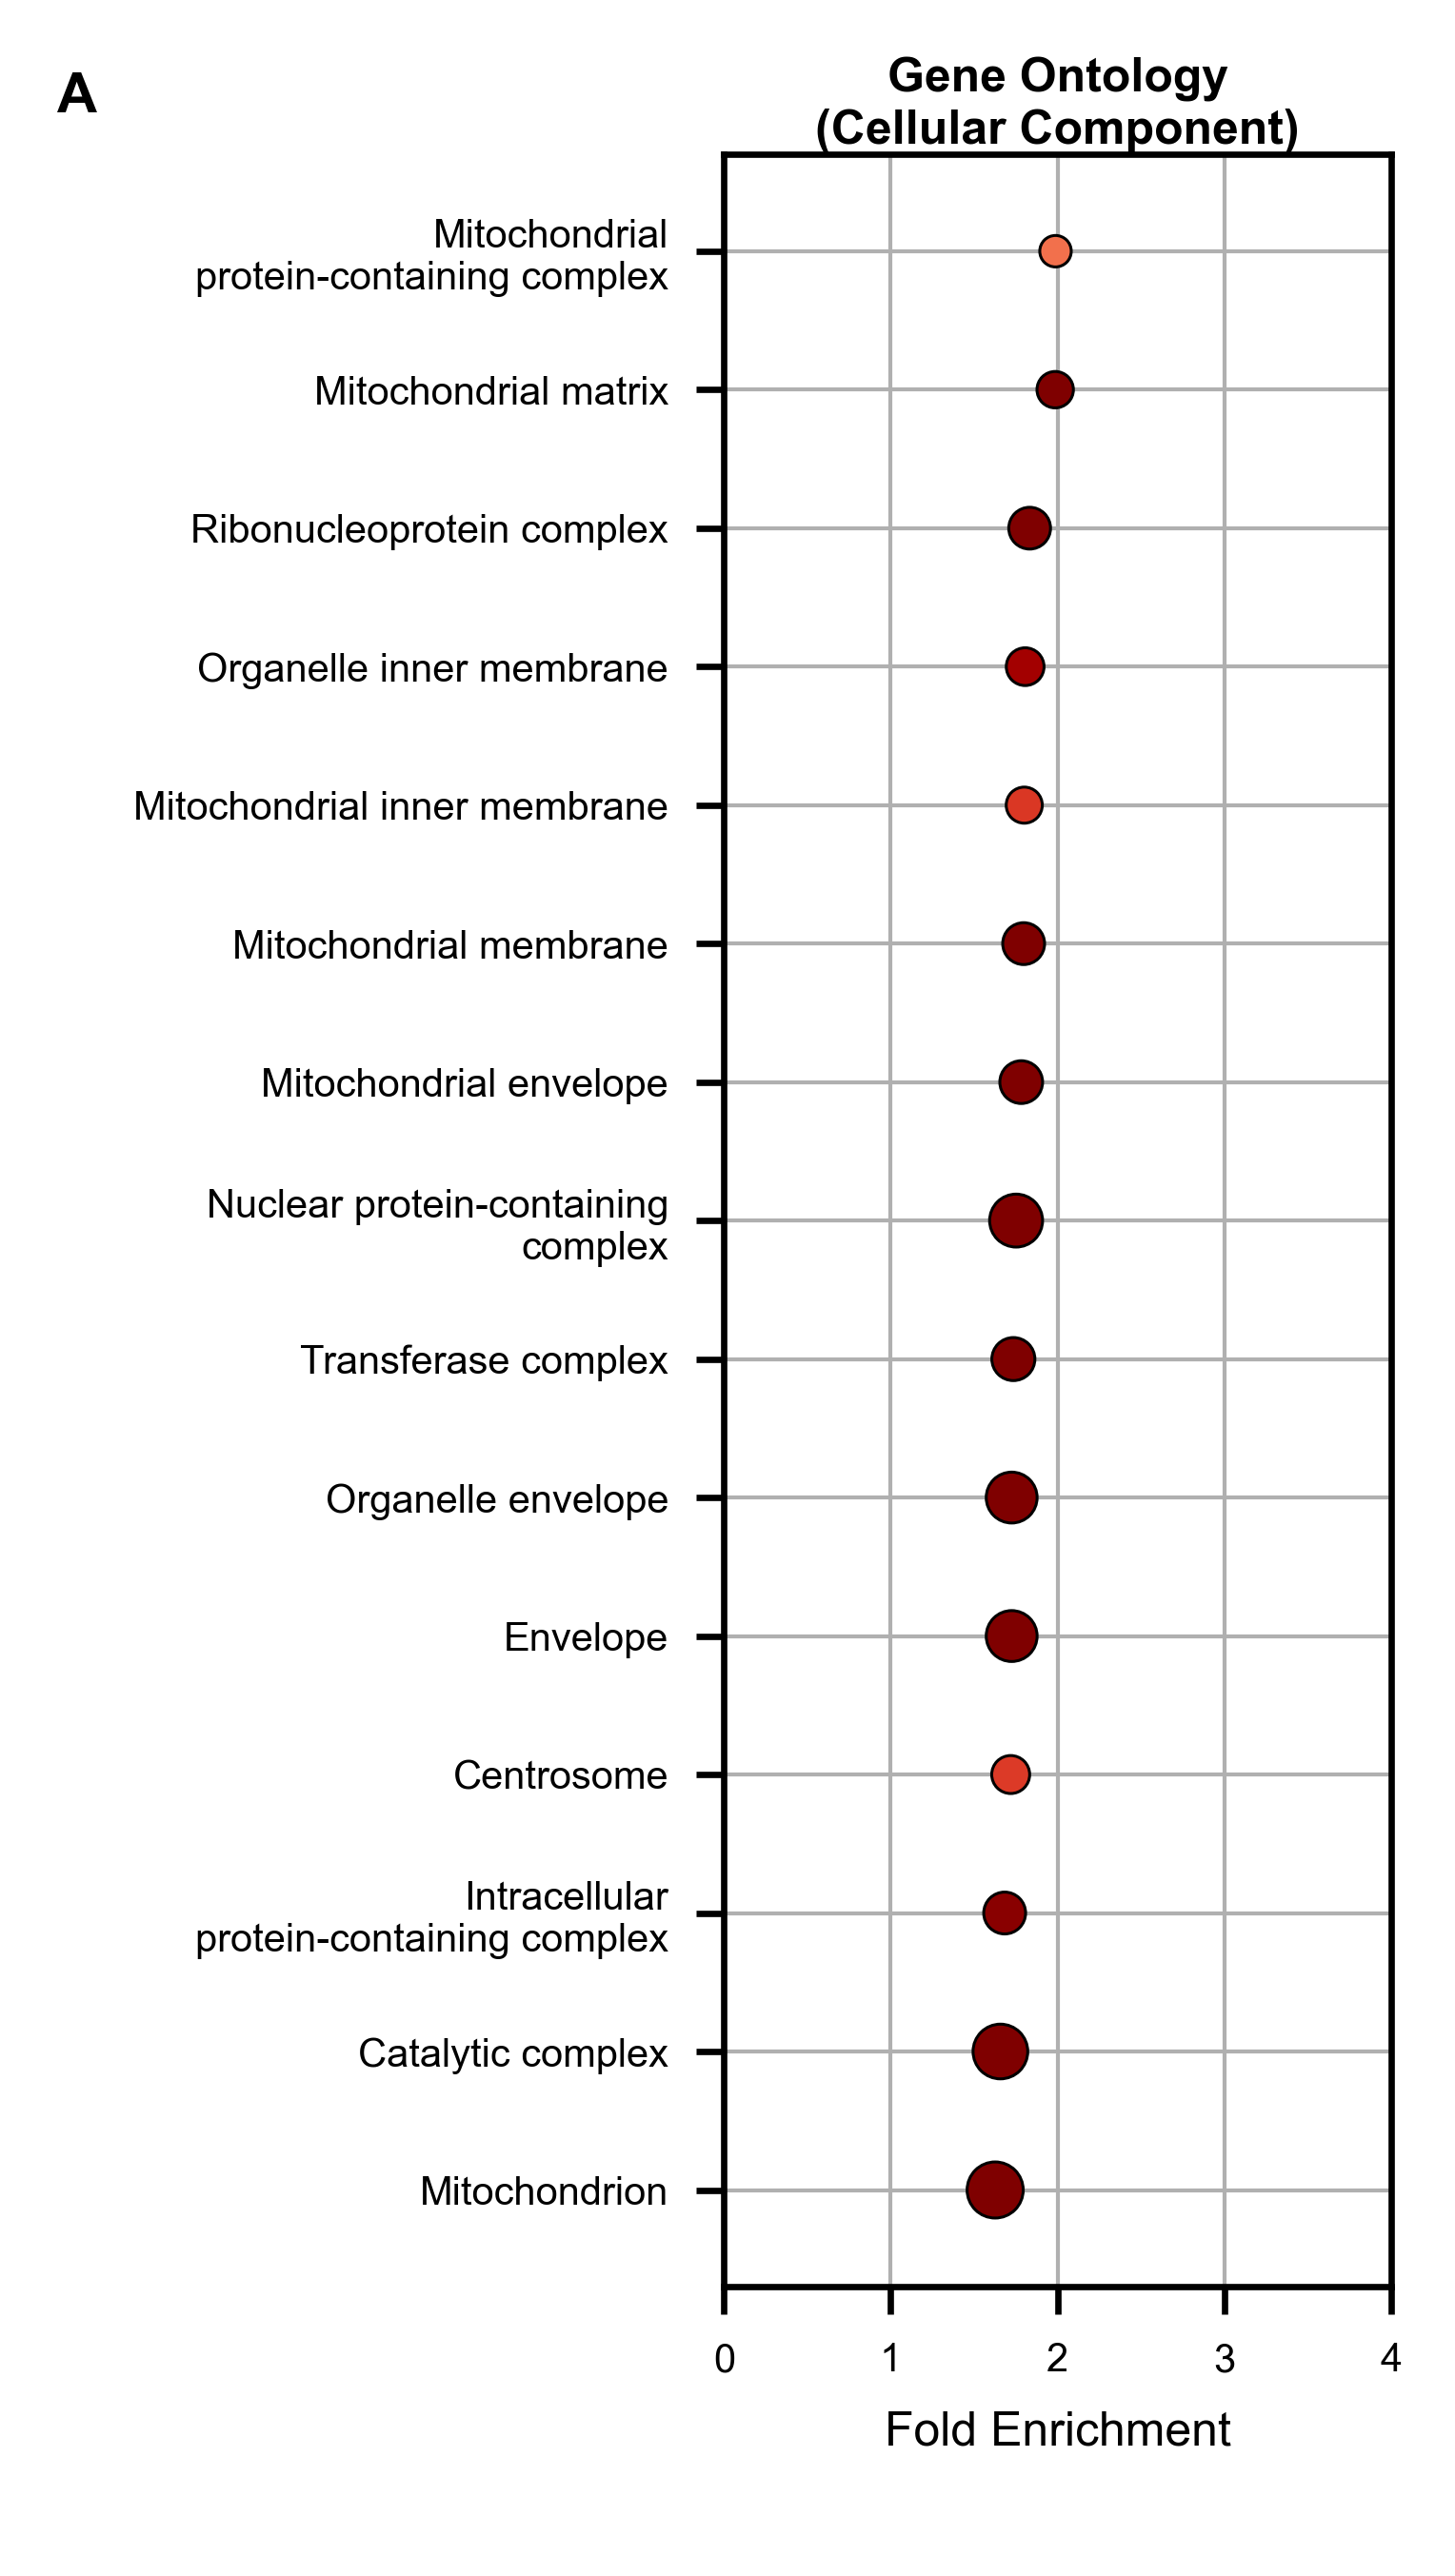 A
Gene Ontology
(Cellular Component)
Mitochondrial
protein-containing complex
Mitochondrial matrix
Ribonucleoprotein complex
Organelle inner membrane
Mitochondrial inner membrane
Mitochondrial membrane
Mitochondrial envelope
Nuclear protein-containing
complex
Transferase complex
Organelle envelope
Envelope
Centrosome
Intracellular
protein-containing complex
Catalytic complex
Mitochondrion
0 1 2 3 4
Fold Enrichment